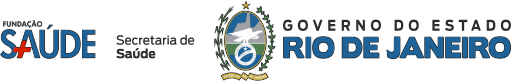 FUNDAÇÃO
SAÚDE
Secretaria de
Saúde
GOVERNO DO ESTADO
RIO DE JANEIRO